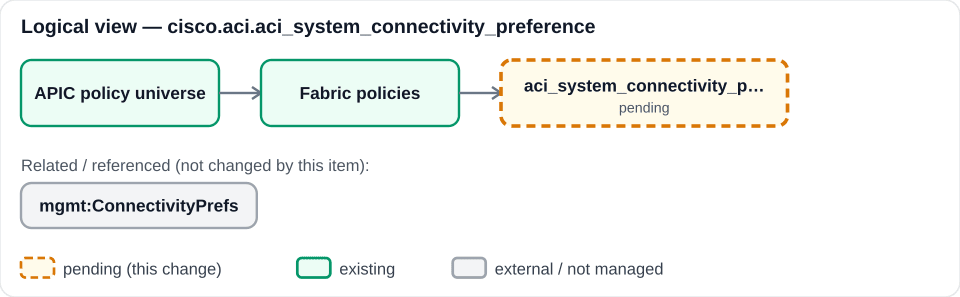 Logical view — cisco.aci.aci_system_connectivity_preference
APIC policy universe
Fabric policies
aci_system_connectivity_p...
pending
Related / referenced (not changed by this item):
mgmt:ConnectivityPrefs
pending (this change)
existing
external / not managed